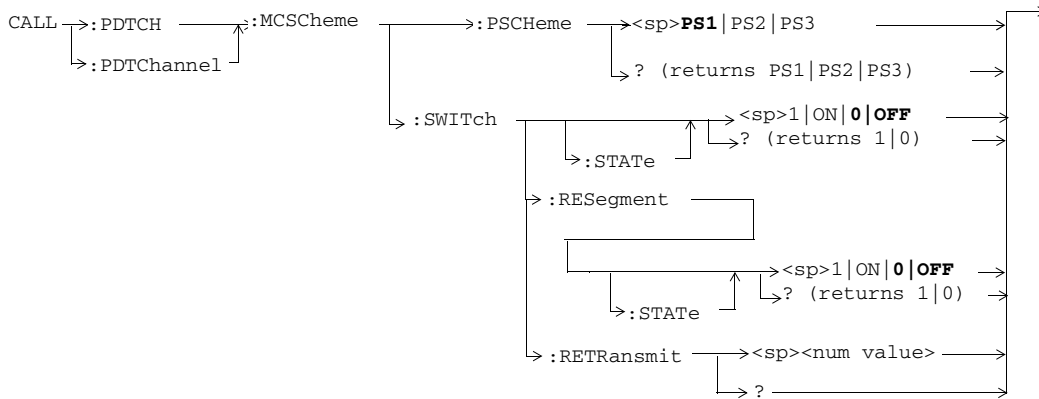 CALL :PDTCH :MCSCheme :PSCHeme <sp>PS1|PS2|PS3
:PDTChannel ? (returns PS1|PS2|PS3)
:SWITch <sp>1|ON|0|OFF
? (returns 1|0)
:STATe
:RESegment
<sp>1|ON|0|OFF
? (returns 1|0)
:STATe
:RETRansmit <sp><num value>
?